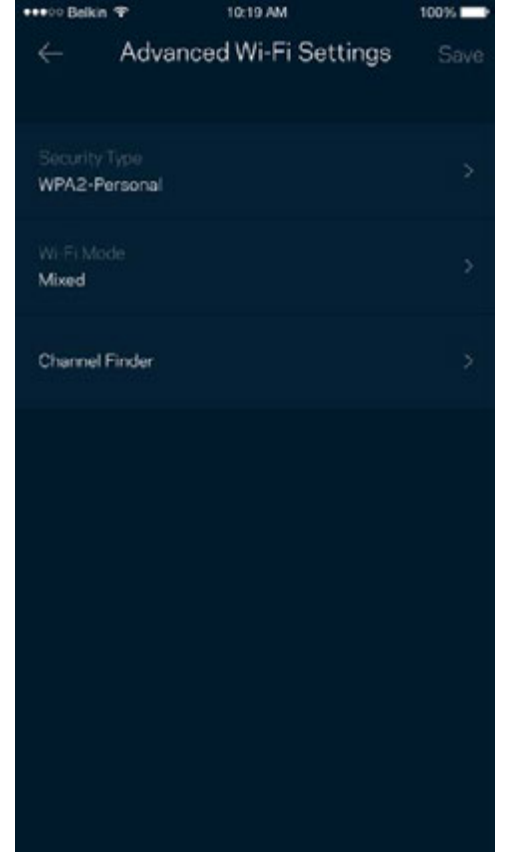 Belkin 10:19 AM 100%
Advanced Wi-Fi Settings Save
Security Type
WPA2-Personal
Wi-Fi Mode
Mixed
Channel Finder